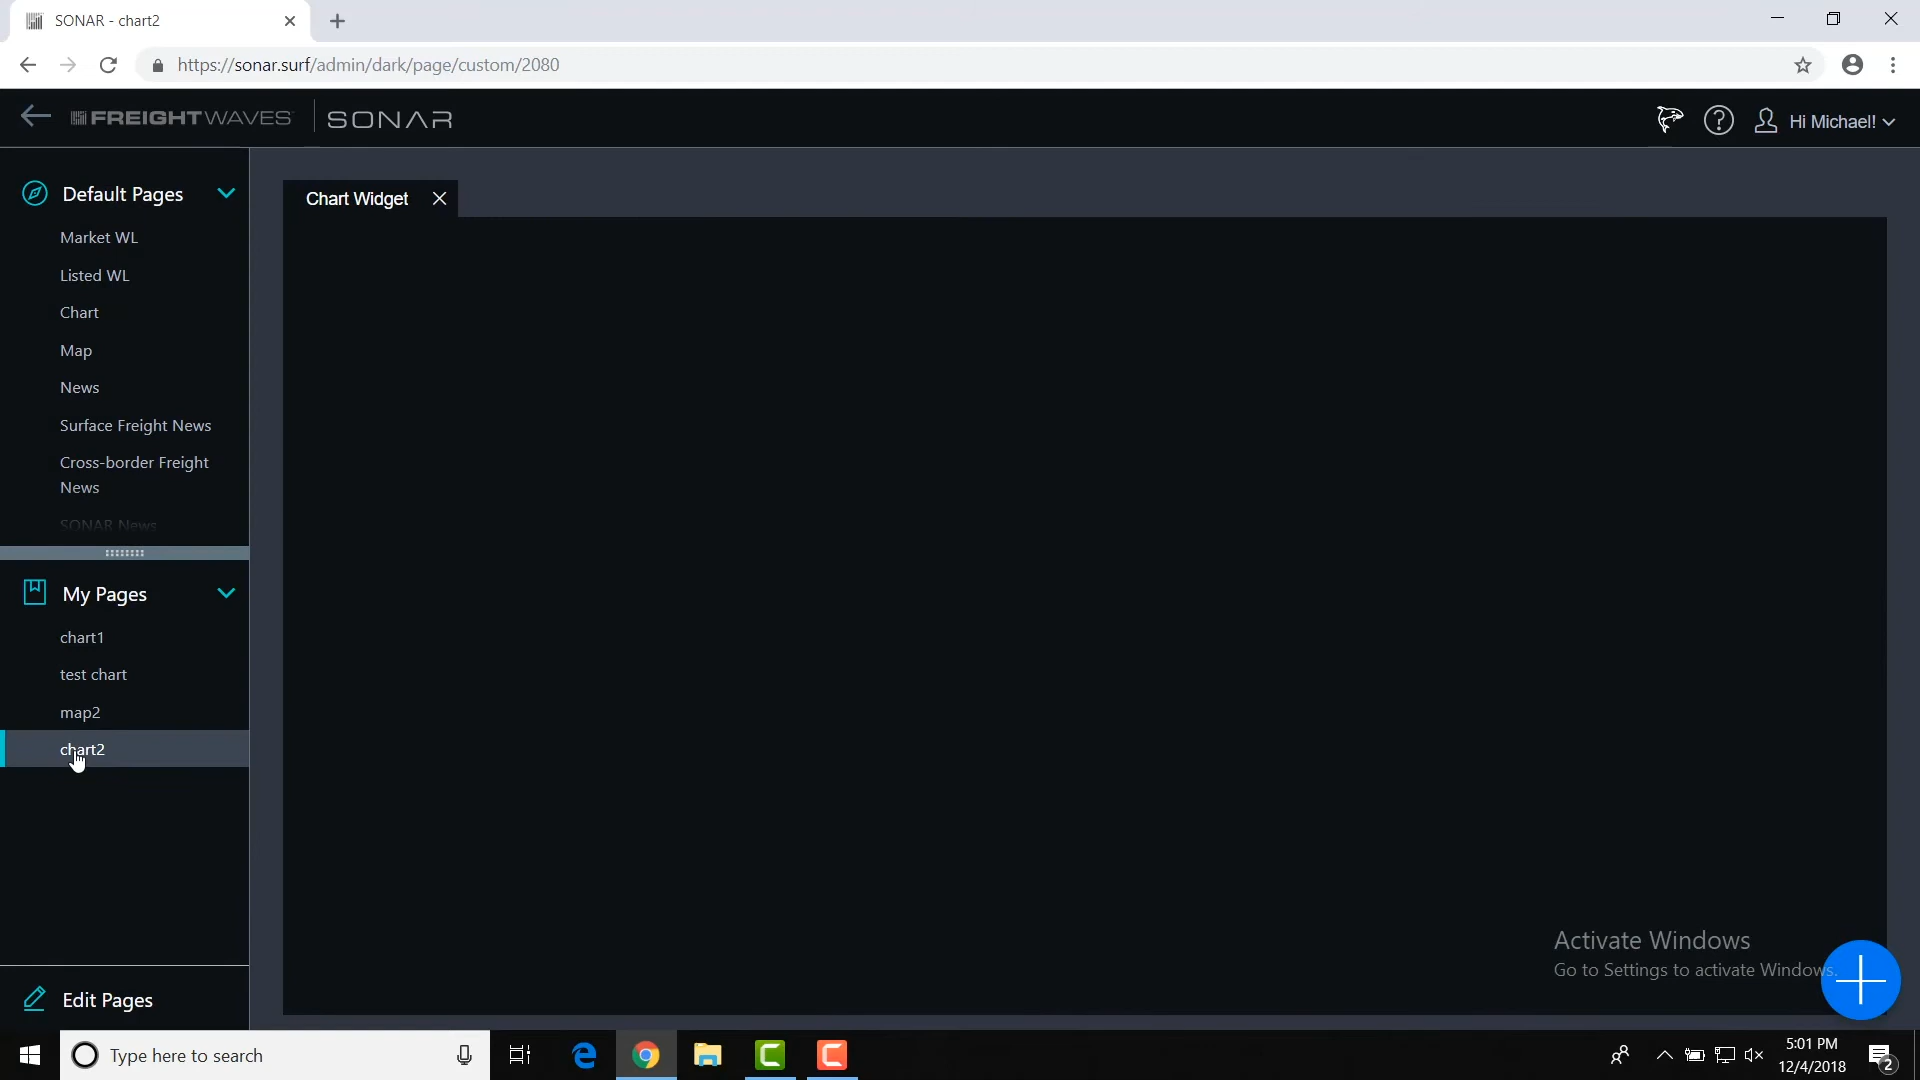 SONAR - chart2
https://sonar.surf/admin/dark/page/custom/2080
FREIGHTWAVES SONAR
Hi Michael!
Default Pages
Market WL
Listed WL
Chart
Map
News
Surface Freight News
Cross-border Freight
News
SONAR News
My Pages
chart1
test chart
map2
chart2
Edit Pages
Chart Widget
Activate Windows
Go to Settings to activate Windows.
Type here to search
5:01 PM
12/4/2018
2